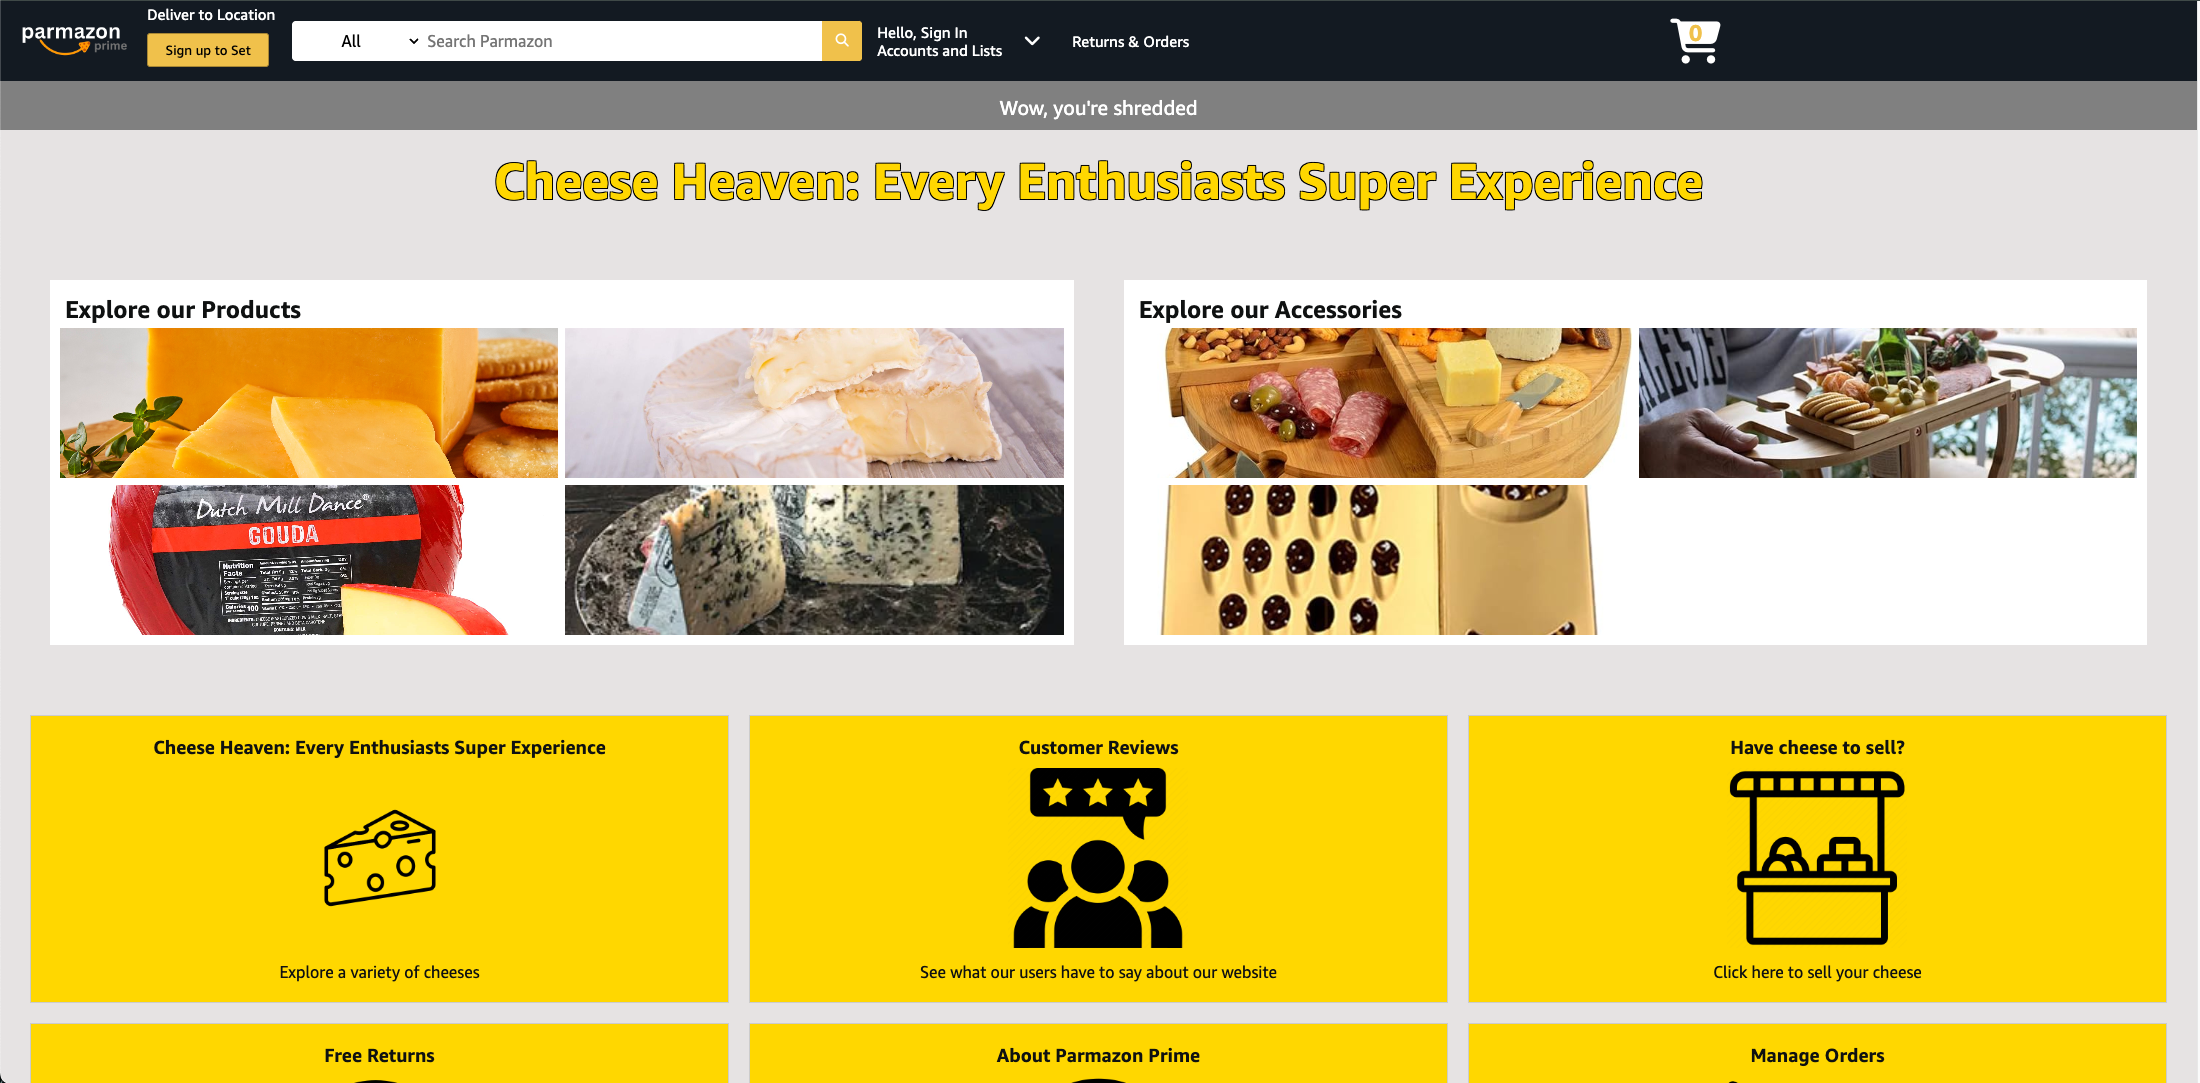 parmazon
prime
Deliver to Location
Sign up to Set
All
Search Parmazon
Hello, Sign In
Accounts and Lists
Returns & Orders
0
Wow, you're shredded
Cheese Heaven: Every Enthusiasts Super Experience
Explore our Products
Explore our Accessories
Dutch Mill Dance®
GOUDA
Nutrition
Facts
Calories
100
Cheese Heaven: Every Enthusiasts Super Experience
Customer Reviews
Have cheese to sell?
Explore a variety of cheeses
See what our users have to say about our website
Click here to sell your cheese
Free Returns
About Parmazon Prime
Manage Orders